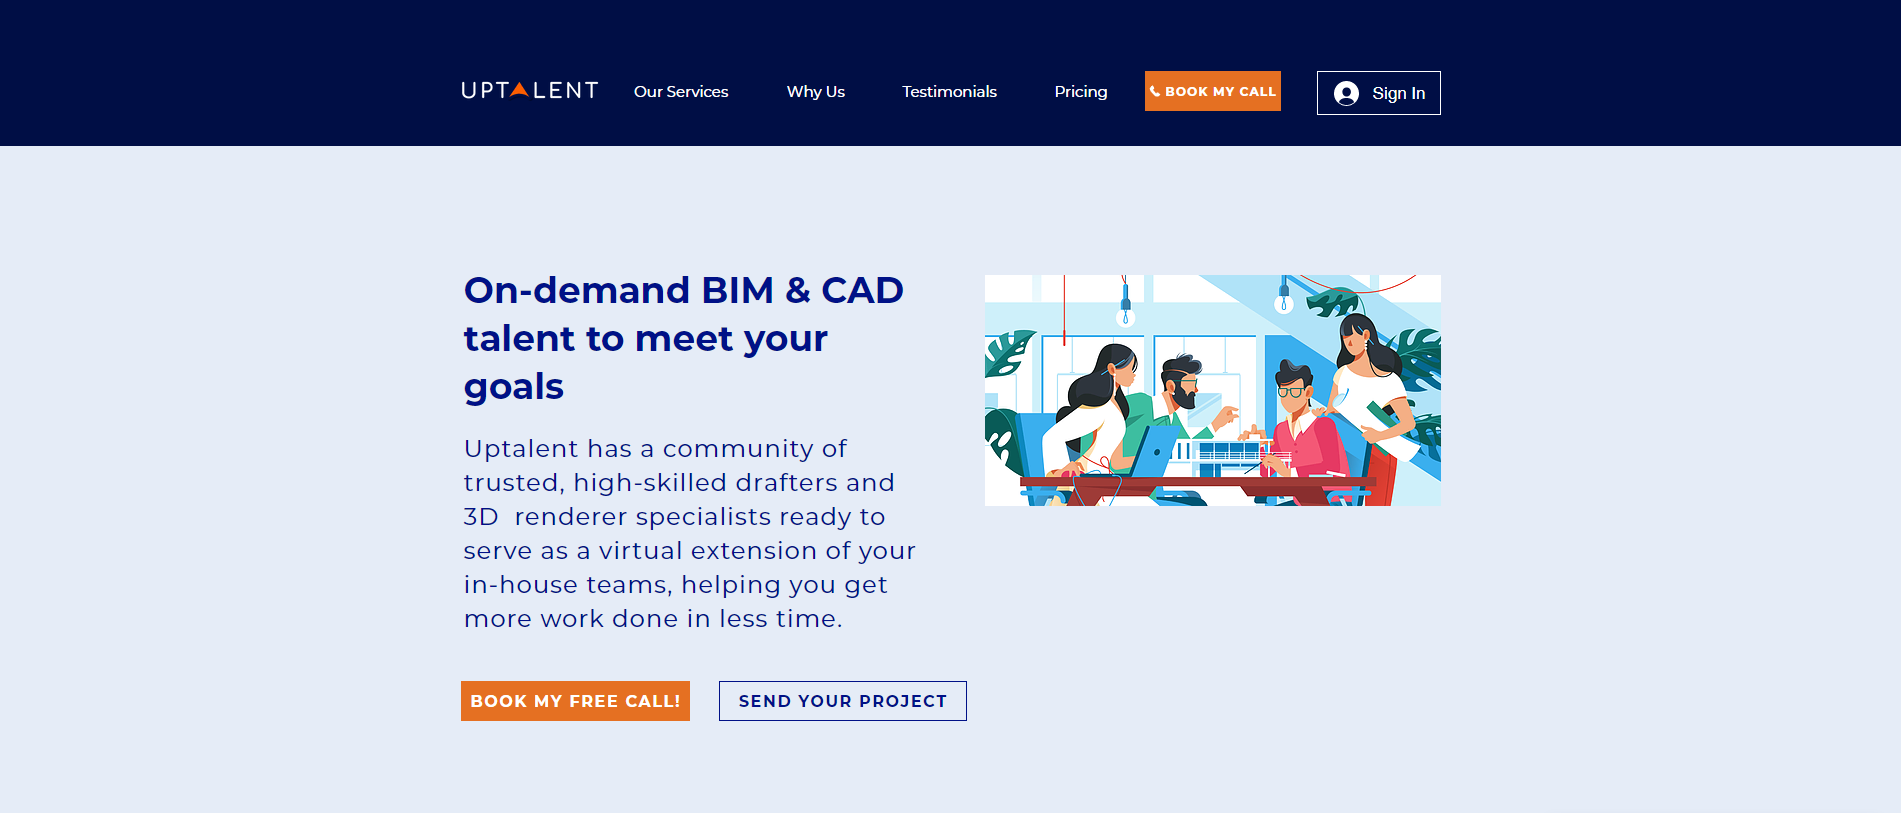 UPTALENT
Our Services
Why Us
Testimonials
Pricing
BOOK MY CALL
Sign In
On-demand BIM & CAD
talent to meet your
goals
Uptalent has a community of
trusted, high-skilled drafters and
3D  renderer specialists ready to
serve as a virtual extension of your
in-house teams, helping you get
more work done in less time.
BOOK MY FREE CALL!
SEND YOUR PROJECT